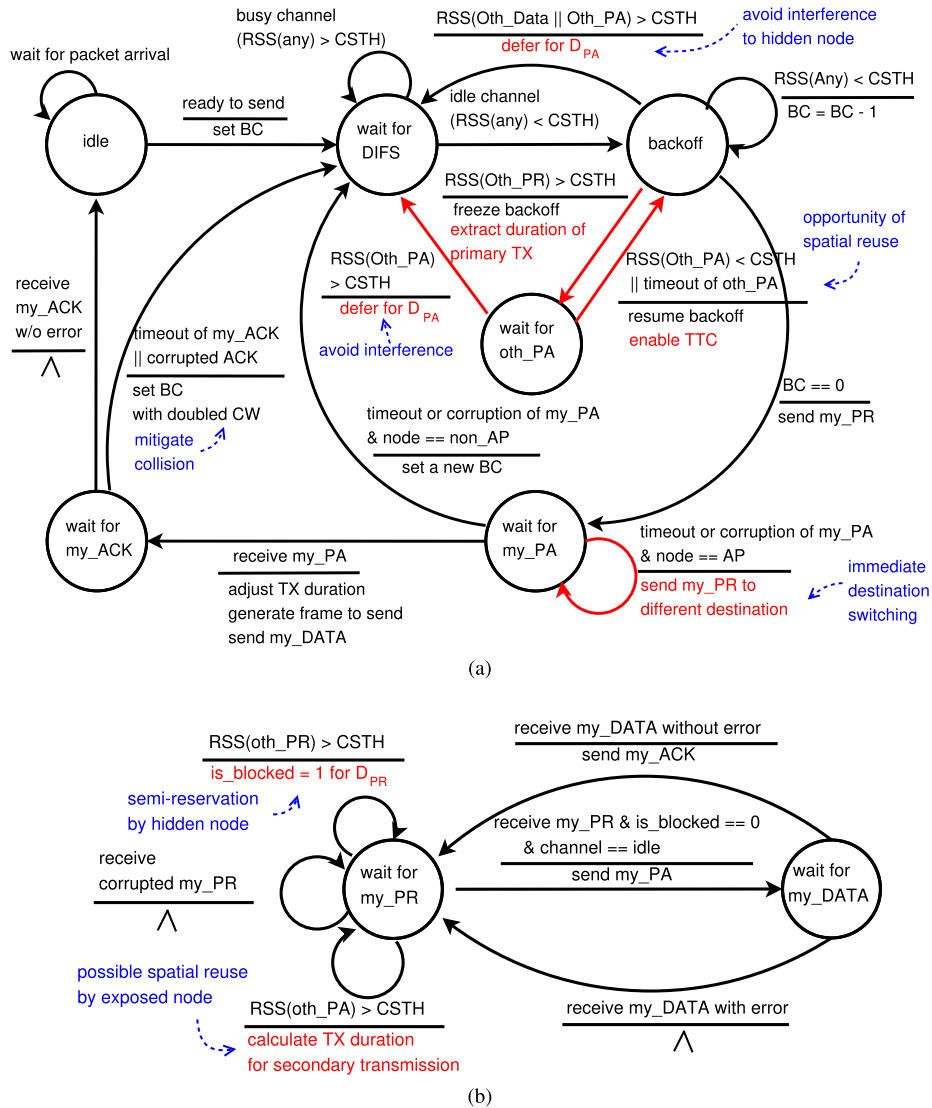 busy channel
(RSS(any) > CSTH)
RSS(Oth_Data || Oth_PA) > CSTH
defer for D_PA
avoid interference
to hidden node
wait for packet arrival
idle
ready to send
set BC
wait for
DIFS
idle channel
(RSS(any) < CSTH)
backoff
RSS(Any) < CSTH
BC = BC - 1
RSS(Oth_PR) > CSTH
freeze backoff
extract duration of
primary TX
opportunity of
spatial reuse
RSS(Oth_PA)
> CSTH
defer for D_PA
avoid interference
RSS(Oth_PA) < CSTH
|| timeout of oth_PA
resume backoff
enable TTC
wait for
oth_PA
receive
my_ACK
w/o error
Λ
timeout of my_ACK
|| corrupted ACK
set BC
with doubled CW
mitigate
collision
timeout or corruption of my_PA
& node == non_AP
set a new BC
BC == 0
send my_PR
wait for
my_ACK
receive my_PA
adjust TX duration
generate frame to send
send my_DATA
wait for
my_PA
timeout or corruption of my_PA
& node == AP
send my_PR to
different destination
immediate
destination
switching
(a)
RSS(oth_PR) > CSTH
is_blocked = 1 for D_PR
semi-reservation
by hidden node
receive
corrupted my_PR
Λ
possible spatial reuse
by exposed node
RSS(oth_PA) > CSTH
calculate TX duration
for secondary transmission
wait for
my_PR
receive my_DATA without error
send my_ACK
receive my_PR & is_blocked == 0
& channel == idle
send my_PA
wait for
my_DATA
receive my_DATA with error
Λ
(b)